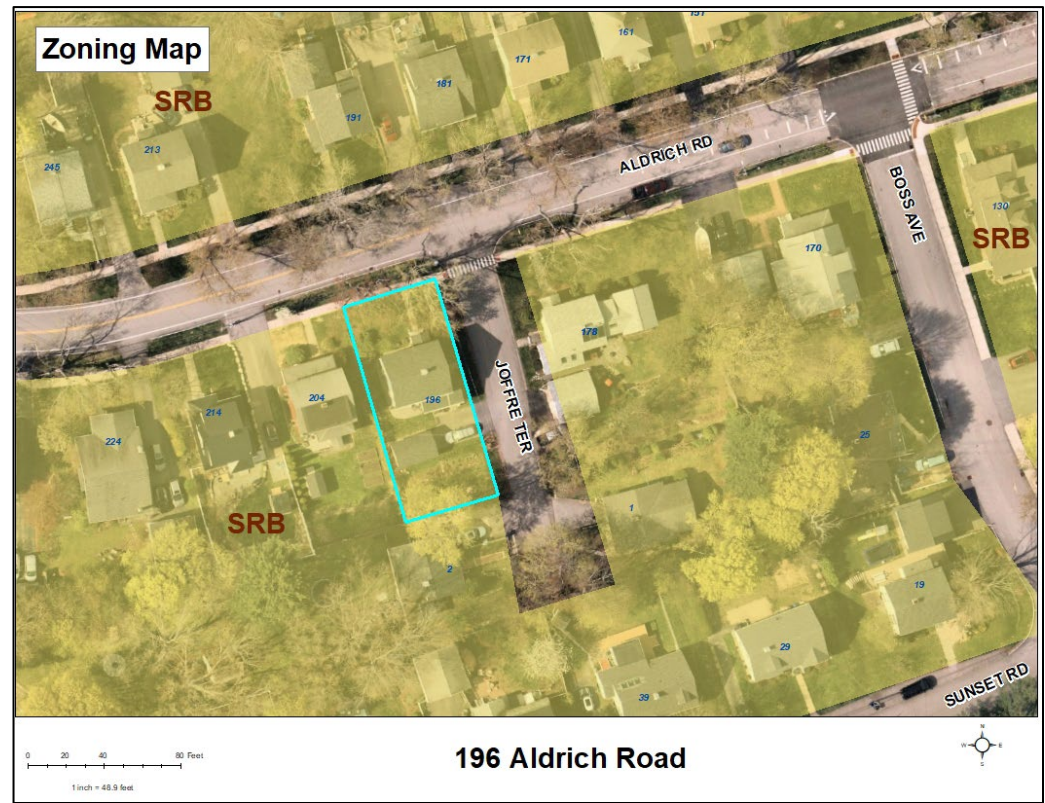 Zoning Map
151
161
171
181
SRB
191
213
245
ALDRICH RD
BOSS AVE
130
SRB
170
178
JOFFRE TER
196
204
214
224
25
SRB
1
2
19
29
39
SUNSET RD
0 20 40 80 Feet
1 inch = 46.9 feet
196 Aldrich Road
N
W E
S